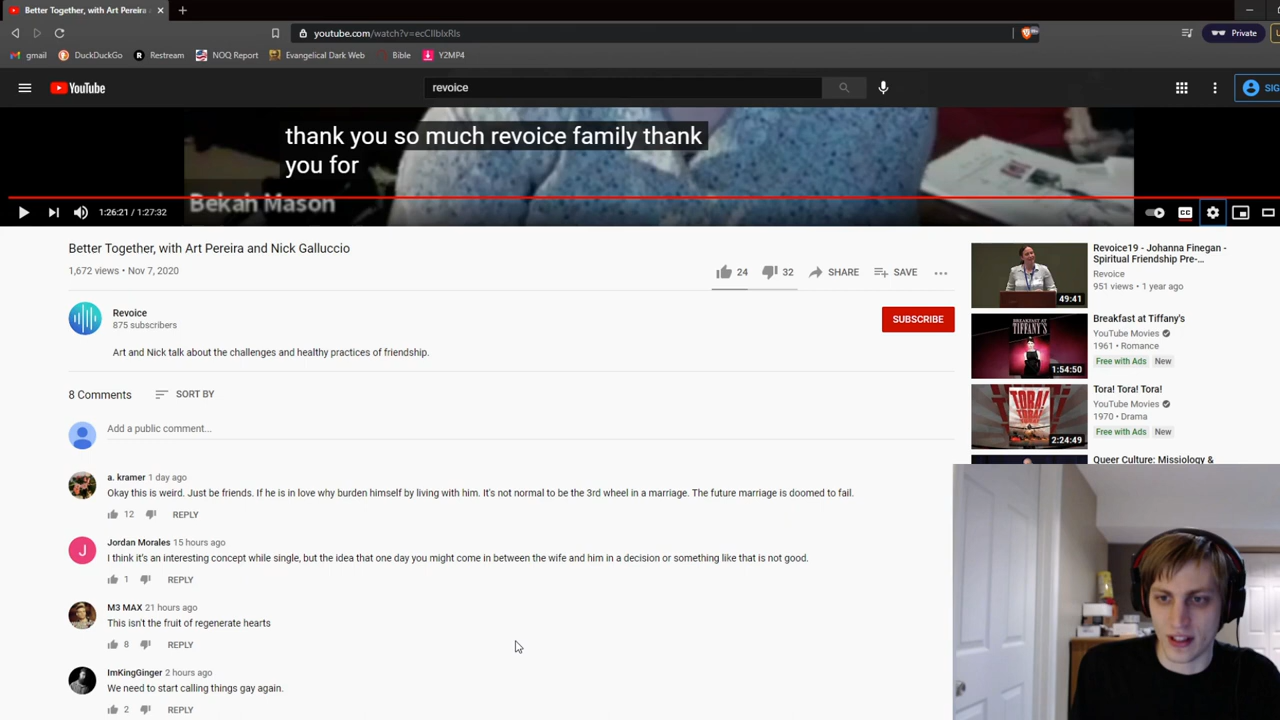 Better Together, with Art Pereira
youtube.com/watch?v=ecCIlbIxRIs
Private
gmail
DuckDuckGo
Restream
NOQ Report
Evangelical Dark Web
Bible
Y2MP4
YouTube
revoice
SIG
thank you so much revoice family thank
you for
Bekah Mason
1:26:21 / 1:27:32
CC
Better Together, with Art Pereira and Nick Galluccio
1,672 views • Nov 7, 2020
24
32
SHARE
SAVE
Revoice
875 subscribers
SUBSCRIBE
Art and Nick talk about the challenges and healthy practices of friendship.
8 Comments
SORT BY
Add a public comment...
a. kramer 1 day ago
Okay this is weird. Just be friends. If he is in love why burden himself by living with him. It's not normal to be the 3rd wheel in a marriage. The future marriage is doomed to fail.
12
REPLY
J
Jordan Morales 15 hours ago
I think it's an interesting concept while single, but the idea that one day you might come in between the wife and him in a decision or something like that is not good.
1
REPLY
M3 MAX 21 hours ago
This isn't the fruit of regenerate hearts
8
REPLY
ImKingGinger 2 hours ago
We need to start calling things gay again.
2
REPLY
Revoice19 - Johanna Finegan -
Spiritual Friendship Pre-...
Revoice
951 views • 1 year ago
49:41
Breakfast at Tiffany's
YouTube Movies
1961 • Romance
Free with Ads
New
BREAKFAST AT
TIFFANY'S
1:54:50
Tora! Tora! Tora!
YouTube Movies
1970 • Drama
Free with Ads
New
TORA!
2:24:49
Queer Culture: Missiology &